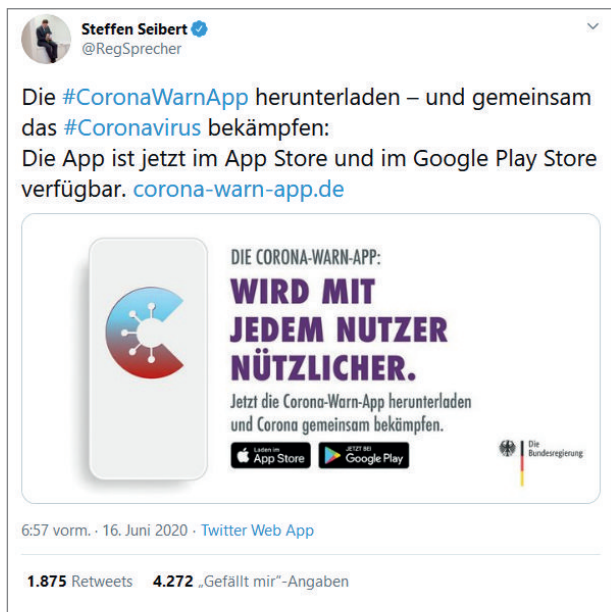 Steffen Seibert
@RegSprecher
Die #CoronaWarnApp herunterladen – und gemeinsam
das #Coronavirus bekämpfen:
Die App ist jetzt im App Store und im Google Play Store
verfügbar. corona-warn-app.de
DIE CORONA-WARN-APP:
WIRD MIT
JEDEM NUTZER
NÜTZLICHER.
Jetzt die Corona-Warn-App herunterladen
und Corona gemeinsam bekämpfen.
Laden im
App Store
JETZT BEI
Google Play
Die
Bundesregierung
6:57 vorm. · 16. Juni 2020 · Twitter Web App
1.875 Retweets 4.272 „Gefällt mir“-Angaben